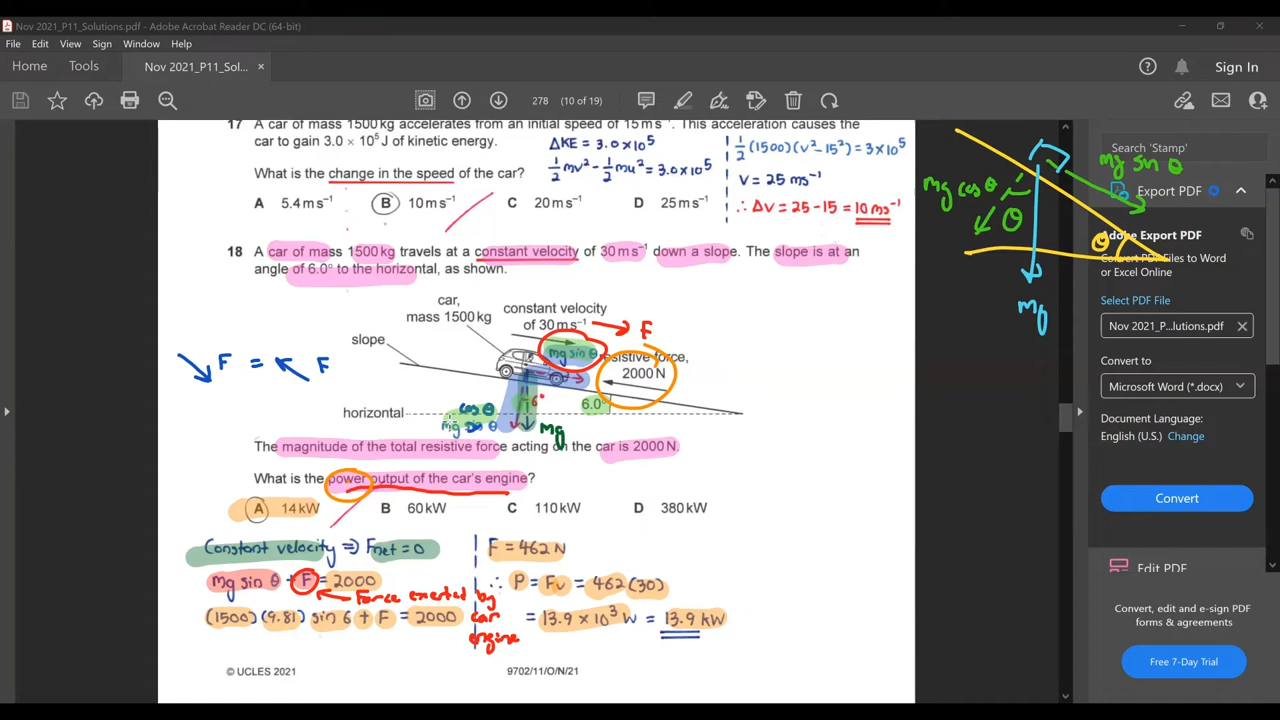 Nov 2021_P11_Solutions.pdf - Adobe Acrobat Reader DC (64-bit)
File Edit View Sign Window Help
Home Tools Nov 2021_P11_Sol... × Sign In
278 (10 of 19)
17 A car of mass 1500 kg accelerates from an initial speed of 15 m s⁻¹. This acceleration causes the
car to gain 3.0 × 10⁵ J of kinetic energy.
ΔKE = 3.0×10⁵
½mv² − ½mu² = 3.0×10⁵
What is the change in the speed of the car?
A 5.4 m s⁻¹ B 10 m s⁻¹ C 20 m s⁻¹ D 25 m s⁻¹
½(1500)(v²−15²) = 3×10⁵
v = 25 ms⁻¹
∴ Δv = 25 − 15 = 10 ms⁻¹
18 A car of mass 1500 kg travels at a constant velocity of 30 m s⁻¹ down a slope. The slope is at an
angle of 6.0° to the horizontal, as shown.
car,
mass 1500 kg
constant velocity
of 30 m s⁻¹
F
slope
mg sin θ
resistive force,
2000 N
F = F
6.0°
6°
horizontal
cos θ
mg sin θ
Mg
The magnitude of the total resistive force acting on the car is 2000 N.
What is the power output of the car's engine?
A 14 kW B 60 kW C 110 kW D 380 kW
Constant velocity ⇒ Fnet = 0
mg sin θ + F = 2000
Force exerted by
car
engine
(1500)(9.81) sin 6 + F = 2000
F = 462 N
∴ P = Fv = 462(30)
= 13.9 × 10³ W = 13.9 kW
© UCLES 2021 9702/11/O/N/21
mg sin θ
mg cos θ
θ
θ
mg
Search 'Stamp'
Export PDF
Adobe Export PDF
Convert PDF Files to Word
or Excel Online
Select PDF File
Nov 2021_P...lutions.pdf ×
Convert to
Microsoft Word (*.docx)
Document Language:
English (U.S.) Change
Convert
Edit PDF
Convert, edit and e-sign PDF
forms & agreements
Free 7-Day Trial